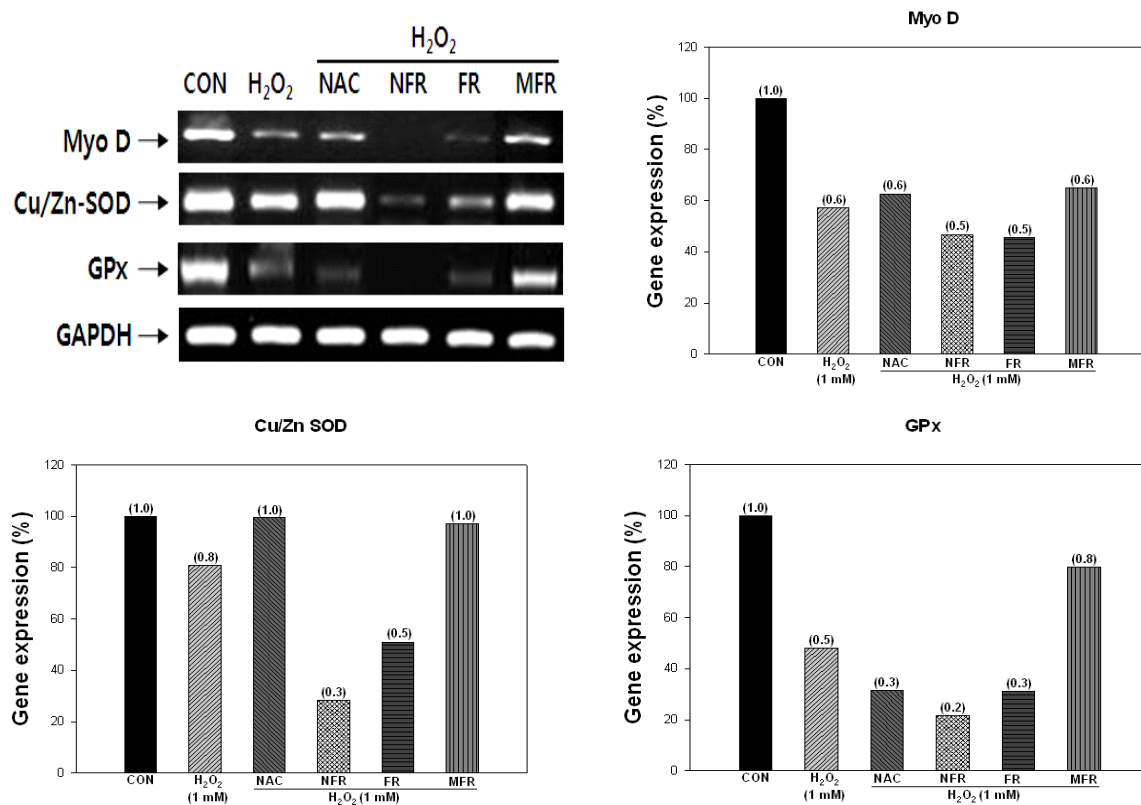 H₂O₂
CON H₂O₂ NAC NFR FR MFR
Myo D
Cu/Zn-SOD
GPx
GAPDH
Myo D
Gene expression (%)
120
100
80
60
40
20
0
(1.0)
(0.6)
(0.6)
(0.5)
(0.5)
(0.6)
CON H₂O₂ NAC NFR FR MFR
(1 mM) H₂O₂ (1 mM)
Cu/Zn SOD
Gene expression (%)
120
100
80
60
40
20
0
(1.0)
(0.8)
(1.0)
(0.3)
(0.5)
(1.0)
CON H₂O₂ NAC NFR FR MFR
(1 mM) H₂O₂ (1 mM)
GPx
Gene expression (%)
120
100
80
60
40
20
0
(1.0)
(0.5)
(0.3)
(0.2)
(0.3)
(0.8)
CON H₂O₂ NAC NFR FR MFR
(1 mM) H₂O₂ (1 mM)